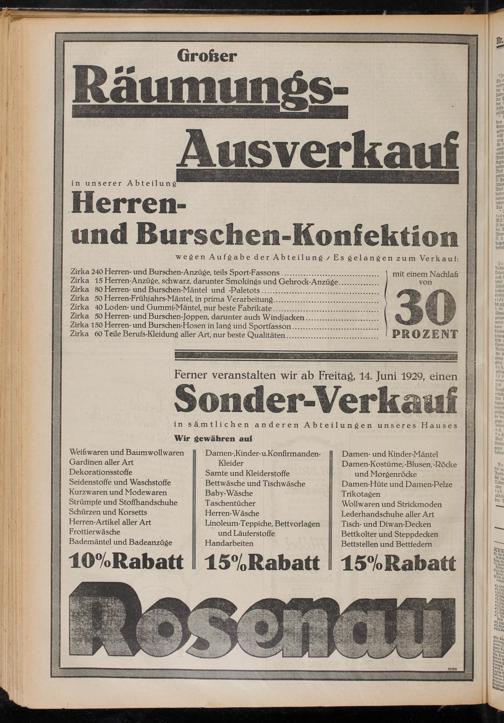 Großer
Räumungs-
Ausverkauf
in unserer Abteilung
Herren-
und Burschen-Konfektion
wegen Aufgabe der Abteilung / Es gelangen zum Verkauf:
Zirka 240 Herren- und Burschen-Anzüge, teils Sport-Fassons
Zirka 15 Herren-Anzüge, schwarz, darunter Smokings und Gehrock-Anzüge
Zirka 80 Herren- und Burschen-Mäntel und -Paletots
Zirka 50 Herren-Frühjahrs-Mäntel, in prima Verarbeitung
Zirka 40 Loden- und Gummi-Mäntel, nur beste Fabrikate
Zirka 50 Herren- und Burschen-Joppen, darunter auch Windjacken
Zirka 150 Herren- und Burschen-Hosen in lang und Sportfasson
Zirka 60 Teile Berufs-Kleidung aller Art, nur beste Qualitäten
mit einem Nachlaß
von
30
PROZENT
Ferner veranstalten wir ab Freitag, 14. Juni 1929, einen
Sonder-Verkauf
in sämtlichen anderen Abteilungen unseres Hauses
Wir gewähren auf
Weißwaren und Baumwollwaren
Gardinen aller Art
Dekorationsstoffe
Seidenstoffe und Waschstoffe
Kurzwaren und Modewaren
Strümpfe und Stoffhandschuhe
Schürzen und Korsetts
Herren-Artikel aller Art
Frottierwäsche
Bademäntel und Badeanzüge
10% Rabatt
Damen-, Kinder- u. Konfirmanden-
Kleider
Samte und Kleiderstoffe
Bettwäsche und Tischwäsche
Baby-Wäsche
Taschentücher
Herren-Wäsche
Linoleum-Teppiche, Bettvorlagen
und Läuferstoffe
Handarbeiten
15% Rabatt
Damen- und Kinder-Mäntel
Damen-Kostüme, -Blusen, -Röcke
und Morgenröcke
Damen-Hüte und Damen-Pelze
Trikotagen
Wollwaren und Strickmoden
Lederhandschuhe aller Art
Tisch- und Diwan-Decken
Bettkolter und Steppdecken
Bettstellen und Bettfedern
15% Rabatt
Rosenau